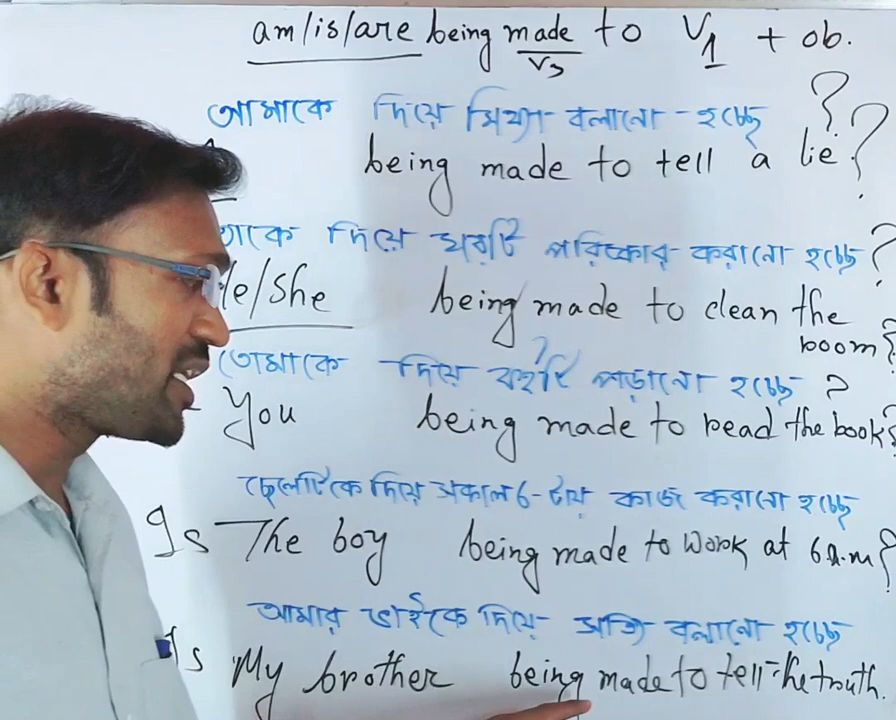 am/is/are being made to V1 + ob.
V3
আমাকে দিয়ে মিথ্যা বলানো - হচ্ছে ?
being made to tell a lie ?
তাকে দিয়ে ঘরটি পরিষ্কার করানো হচ্ছে ?
He/She being made to clean the
room ?
তোমাকে দিয়ে বইটি পড়ানো হচ্ছে ?
You being made to read the book ?
ছেলেটিকে দিয়ে সকাল ৬-টায় কাজ করানো হচ্ছে
Is The boy being made to work at 6 a.m ?
আমার ভাইকে দিয়ে সত্যি বলানো হচ্ছে
Is My brother being made to tell the truth.